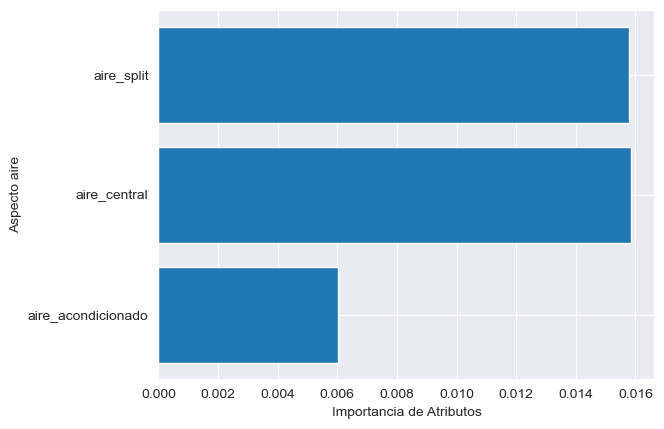 Aspecto aire
aire_split
aire_central
aire_acondicionado
0.000 0.002 0.004 0.006 0.008 0.010 0.012 0.014 0.016
Importancia de Atributos